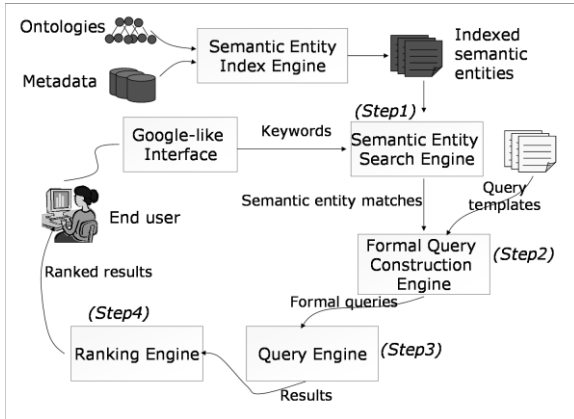 Ontologies
Metadata
Semantic Entity
Index Engine
Indexed
semantic
entities
(Step1)
Google-like
Interface
Keywords
Semantic Entity
Search Engine
Query
templates
End user
Semantic entity matches
Formal Query
Construction
Engine
(Step2)
Ranked results
Formal queries
(Step4)
Ranking Engine
Query Engine
(Step3)
Results